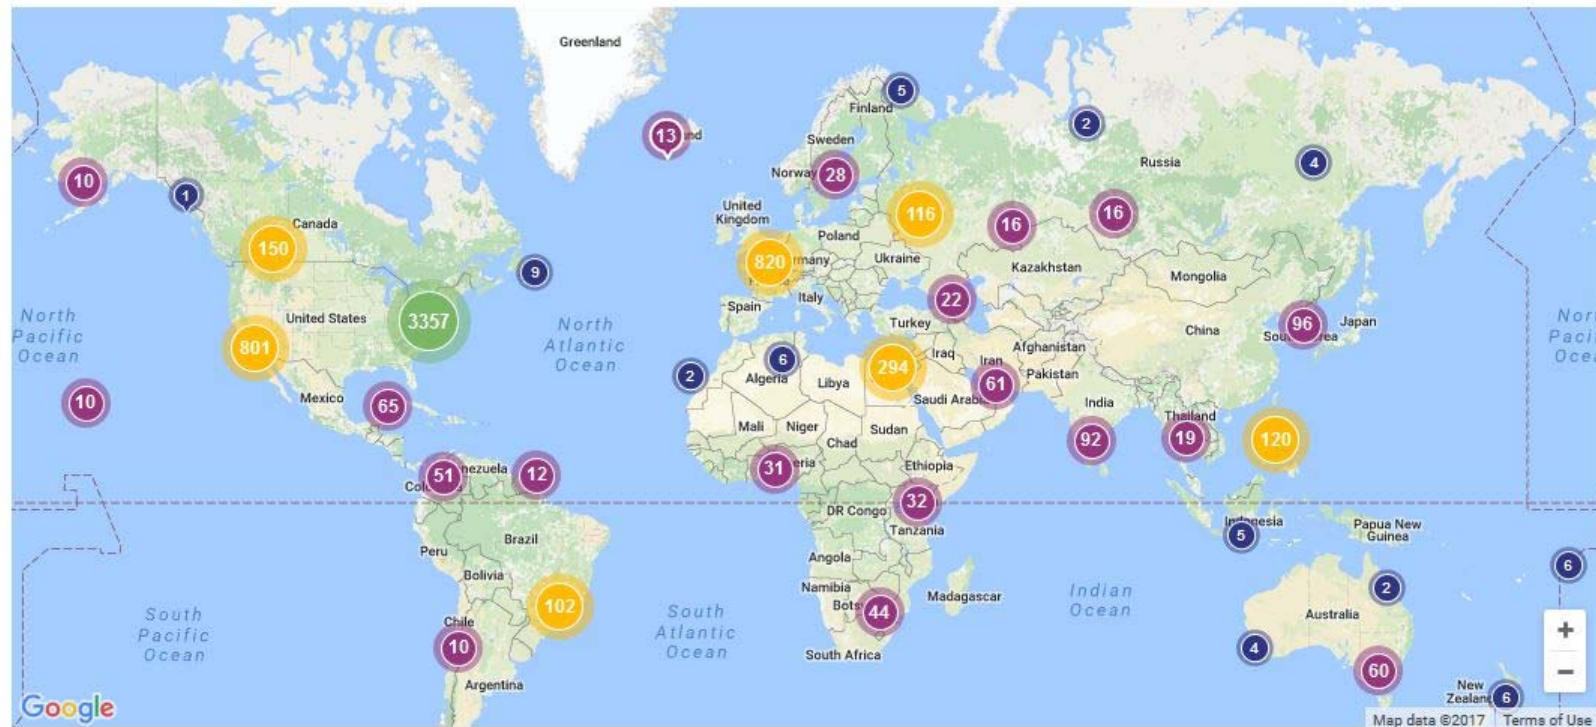 Greenland
5
Finland
13
2
Sweden
4
Russia
10
Norway
28
1
United
Kingdom
116
16
16
Canada
150
Poland
820
Ukraine
Kazakhstan
Mongolia
9
Italy
Spain
22
North
Pacific
Ocean
United States
3357
North
Atlantic
Ocean
Turkey
China
96
Japan
801
Afghanistan
Iraq
Iran
6
Algeria
Libya
294
2
Pakistan
61
Saudi Arab
India
Mexico
10
65
Thailand
Mali
Niger
Chad
Sudan
92
19
120
51
nezuela
12
31
eria
Ethiopia
32
DR Congo
Tanzania
Indonesia
5
Papua New
Guinea
Brazil
Peru
Angola
6
Bolivia
Namibia
2
Madagascar
Indian
Ocean
102
South
Pacific
Ocean
South
Atlantic
Ocean
Bots
44
Australia
Chile
10
South Africa
4
60
+
−
Argentina
New
Zealand
6
Google
Map data ©2017
Terms of Use